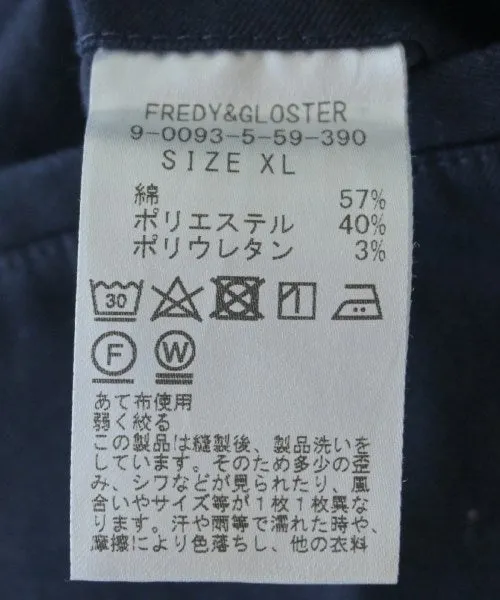 FREDY&GLOSTER
9-0093-5-59-390
SIZE XL
綿 57%
ポリエステル 40%
ポリウレタン 3%
30
F W
あて布使用
弱く絞る
この製品は縫製後、製品洗いを
しています。そのため多少の歪
み、シワなどが見られたり、風
合いやサイズ等が1枚1枚異な
ります。汗や雨等で濡れた時や、
摩擦により色落ちし、他の衣料